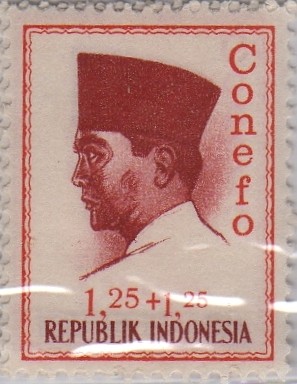 Conefo
1,25 + 1,25
REPUBLIK INDONESIA